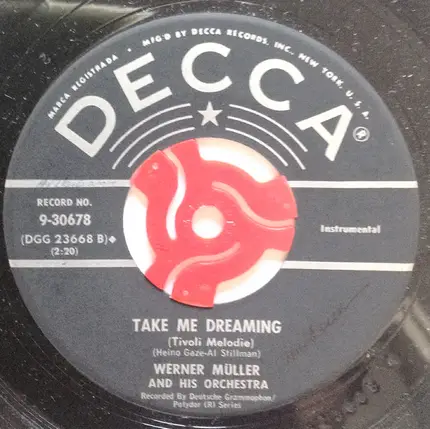 MARCA REGISTRADA • MFG'D BY DECCA RECORDS, INC., NEW YORK, U.S.A.
DECCA®
RECORD NO.
9-30678
(DGG 23668 B)◆
(2:20)
Instrumental
TAKE ME DREAMING
(Tivoli Melodie)
(Heino Gaze-Al Stillman)
WERNER MÜLLER
AND HIS ORCHESTRA
Recorded By Deutsche Grammophon/
Polydor (R) Series